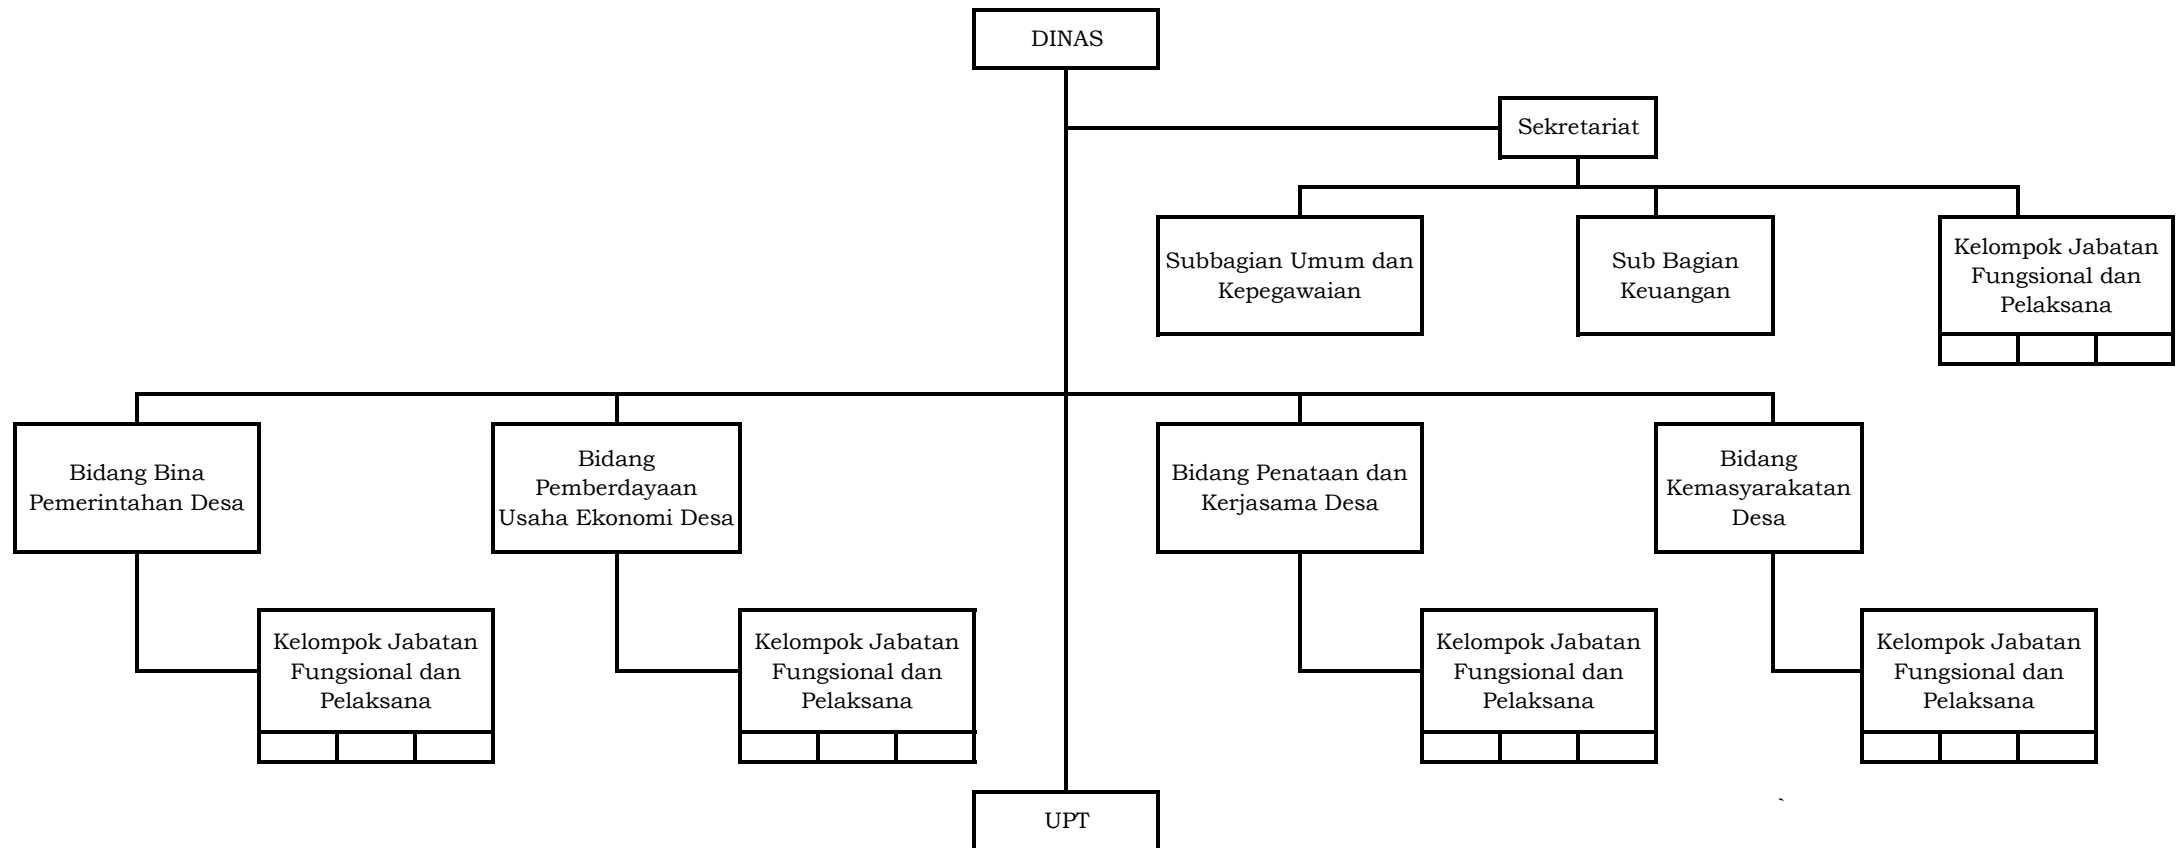 DINAS
Sekretariat
Subbagian Umum dan
Kepegawaian
Sub Bagian
Keuangan
Kelompok Jabatan
Fungsional dan
Pelaksana
Bidang Bina
Pemerintahan Desa
Bidang
Pemberdayaan
Usaha Ekonomi Desa
Bidang Penataan dan
Kerjasama Desa
Bidang
Kemasyarakatan
Desa
Kelompok Jabatan
Fungsional dan
Pelaksana
Kelompok Jabatan
Fungsional dan
Pelaksana
Kelompok Jabatan
Fungsional dan
Pelaksana
Kelompok Jabatan
Fungsional dan
Pelaksana
`
UPT